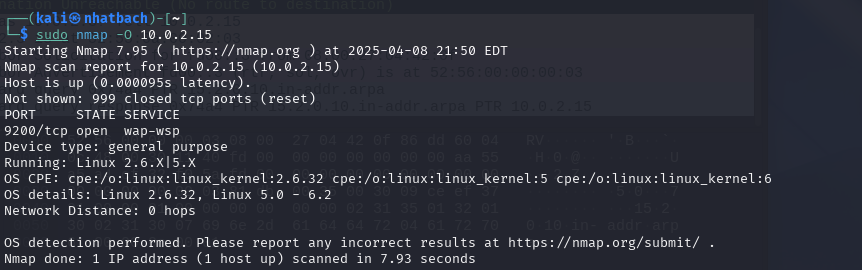 ┌──(kali㉿nhatbach)-[~]
└─$ sudo nmap -O 10.0.2.15
Starting Nmap 7.95 ( https://nmap.org ) at 2025-04-08 21:50 EDT
Nmap scan report for 10.0.2.15 (10.0.2.15)
Host is up (0.000095s latency).
Not shown: 999 closed tcp ports (reset)
PORT     STATE SERVICE
9200/tcp open  wap-wsp
Device type: general purpose
Running: Linux 2.6.X|5.X
OS CPE: cpe:/o:linux:linux_kernel:2.6.32 cpe:/o:linux:linux_kernel:5 cpe:/o:linux:linux_kernel:6
OS details: Linux 2.6.32, Linux 5.0 - 6.2
Network Distance: 0 hops
OS detection performed. Please report any incorrect results at https://nmap.org/submit/ .
Nmap done: 1 IP address (1 host up) scanned in 7.93 seconds